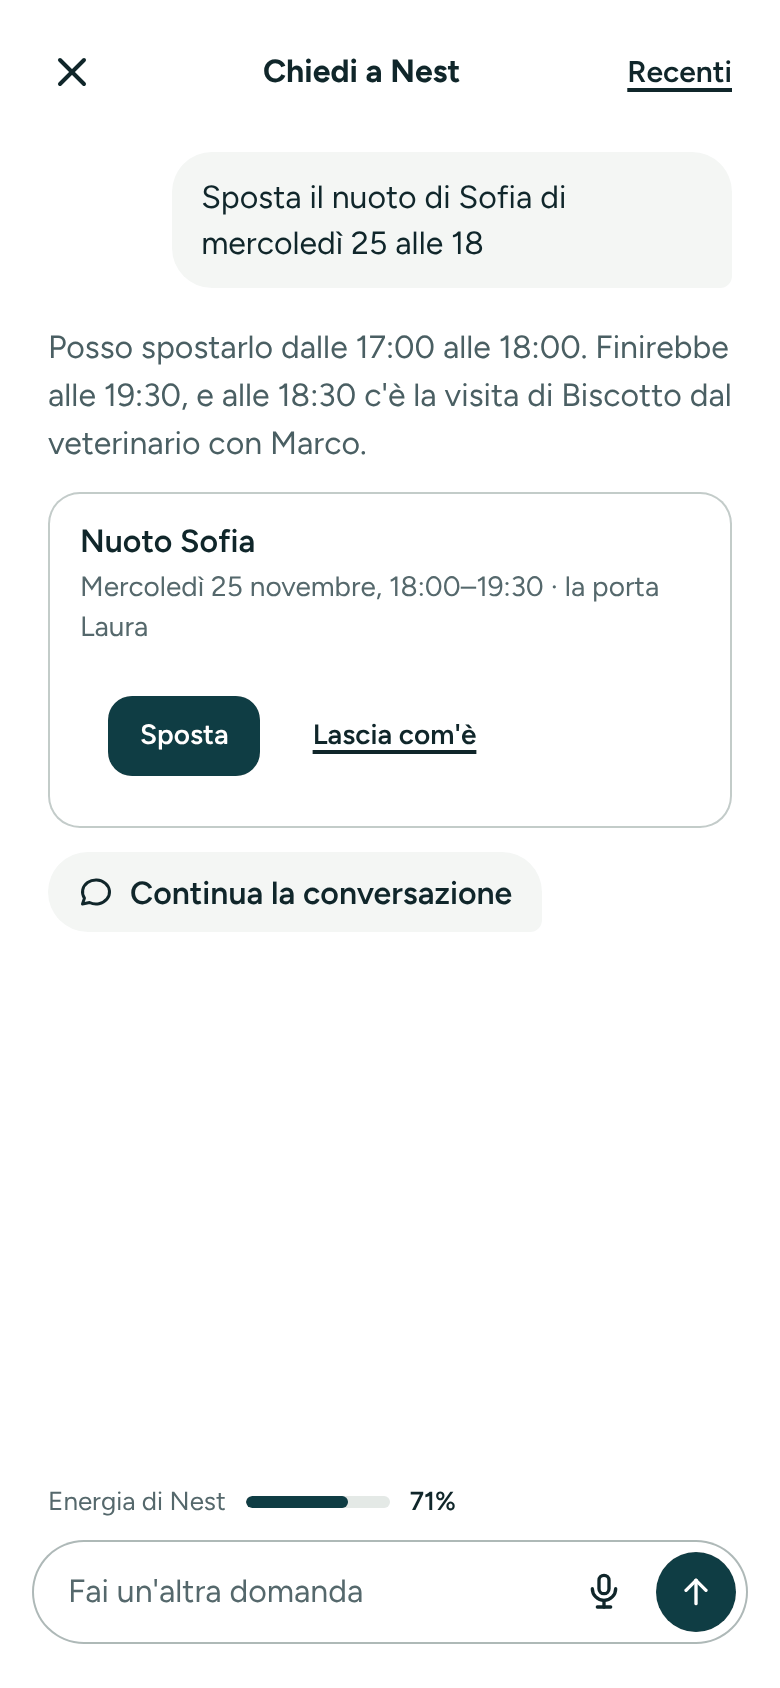 Chiedi a Nest
Recenti
Sposta il nuoto di Sofia di
mercoledì 25 alle 18
Posso spostarlo dalle 17:00 alle 18:00. Finirebbe
alle 19:30, e alle 18:30 c'è la visita di Biscotto dal
veterinario con Marco.
Nuoto Sofia
Mercoledì 25 novembre, 18:00–19:30 · la porta
Laura
Sposta
Lascia com'è
Continua la conversazione
Energia di Nest
71%
Fai un'altra domanda